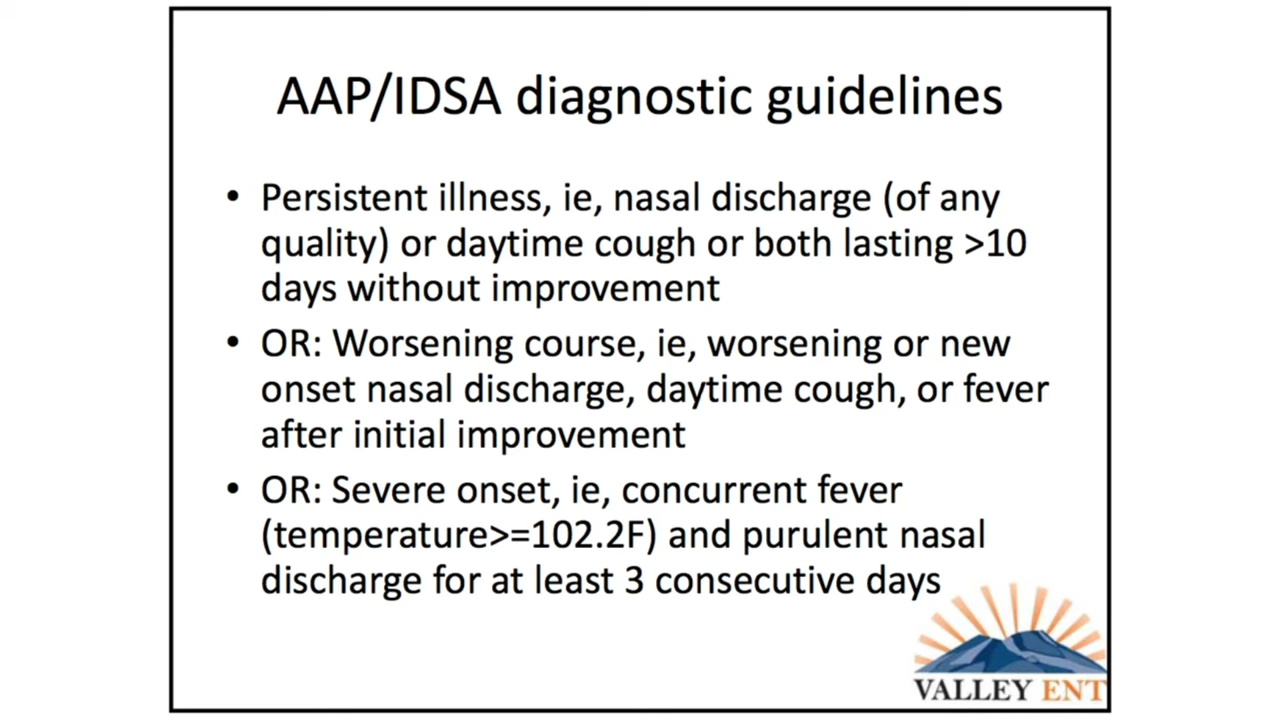 AAP/IDSA diagnostic guidelines
• Persistent illness, ie, nasal discharge (of any
quality) or daytime cough or both lasting >10
days without improvement
• OR: Worsening course, ie, worsening or new
onset nasal discharge, daytime cough, or fever
after initial improvement
• OR: Severe onset, ie, concurrent fever
(temperature>=102.2F) and purulent nasal
discharge for at least 3 consecutive days
VALLEY ENT